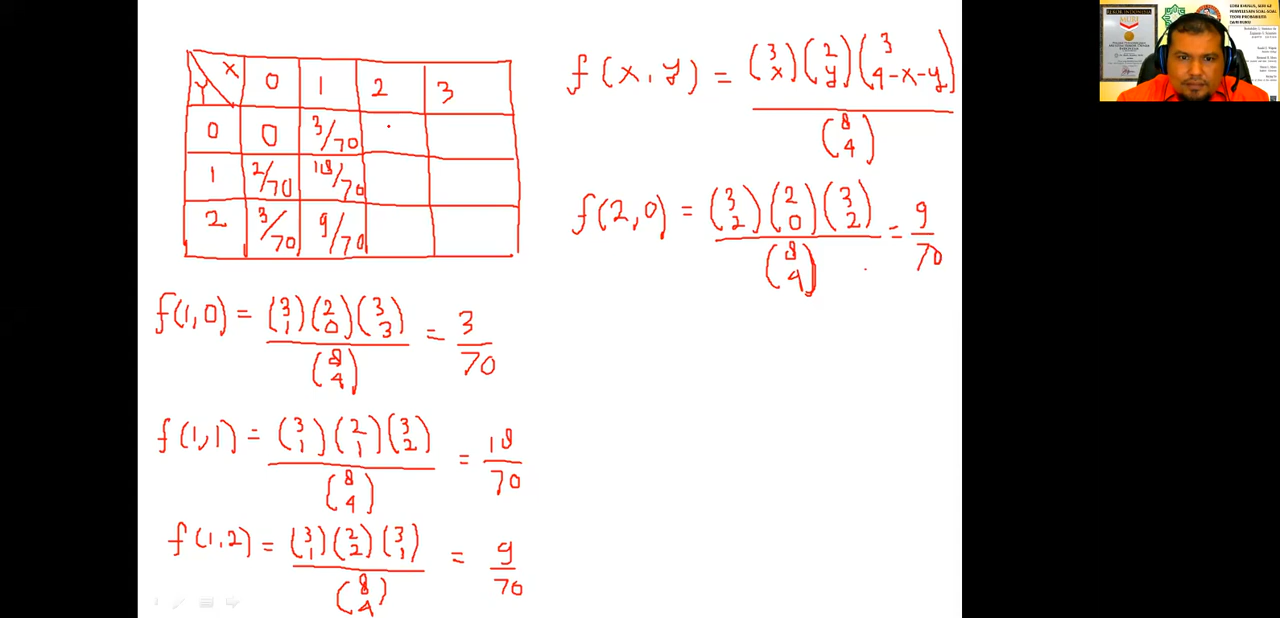 Y X 0 1 2 3
0 0 3/70
1 2/70 18/70
2 3/70 9/70
f(x,y) = (3 x)(2 y)(3 4-x-y) / (8 4)
f(2,0) = (3 2)(2 0)(3 2) / (8 4) = 9/70
f(1,0) = (3 1)(2 0)(3 3) / (8 4) = 3/70
f(1,1) = (3 1)(2 1)(3 2) / (8 4) = 18/70
f(1,2) = (3 1)(2 2)(3 1) / (8 4) = 9/70
MURI